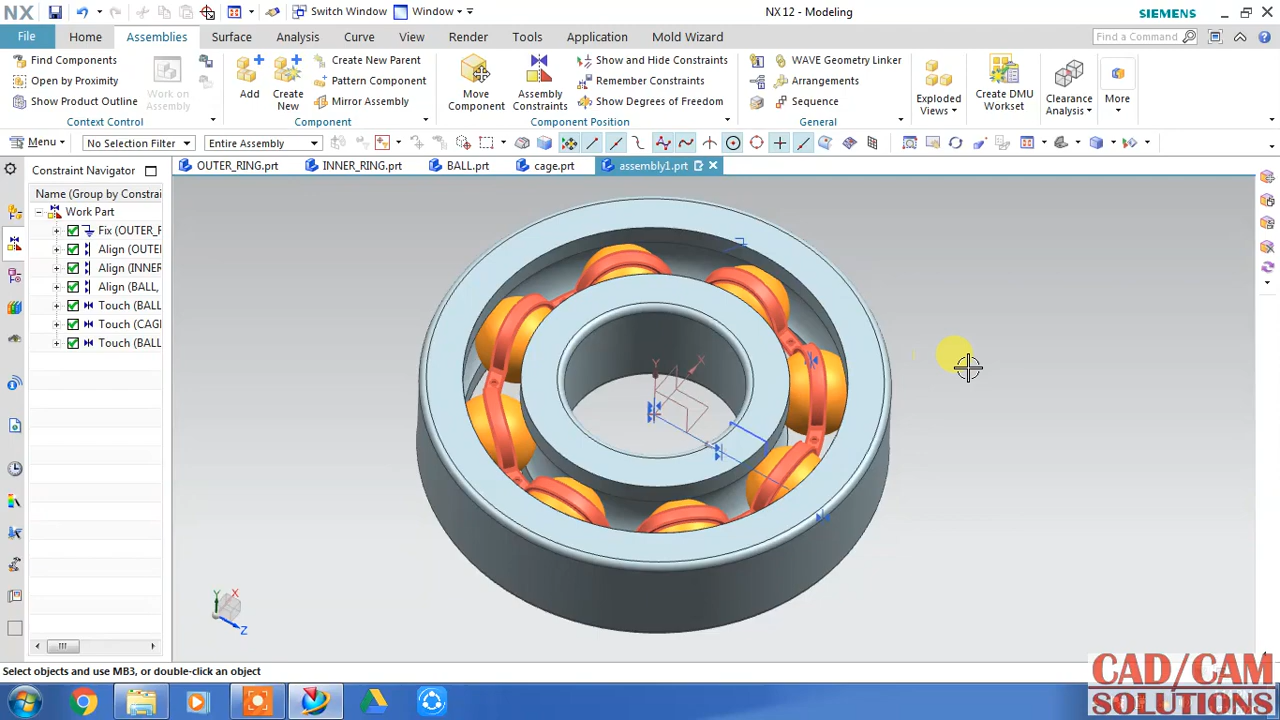 NX
Switch Window
Window
NX 12 - Modeling
SIEMENS
File
Home
Assemblies
Surface
Analysis
Curve
View
Render
Tools
Application
Mold Wizard
Find a Command
Find Components
Open by Proximity
Show Product Outline
Work on
Assembly
Context Control
Add
Create
New
Create New Parent
Pattern Component
Mirror Assembly
Component
Move
Component
Assembly
Constraints
Show and Hide Constraints
Remember Constraints
Show Degrees of Freedom
Component Position
WAVE Geometry Linker
Arrangements
Sequence
General
Exploded
Views
Create DMU
Workset
Clearance
Analysis
More
Menu
No Selection Filter
Entire Assembly
Constraint Navigator
OUTER_RING.prt
INNER_RING.prt
BALL.prt
cage.prt
assembly1.prt
Name (Group by Constrai
Work Part
Fix (OUTER_F
Align (OUTE
Align (INNER
Align (BALL,
Touch (BALL
Touch (CAG
Touch (BALL
Y
X
Y
X
Z
Select objects and use MB3, or double-click an object
CAD/CAM
SOLUTIONS